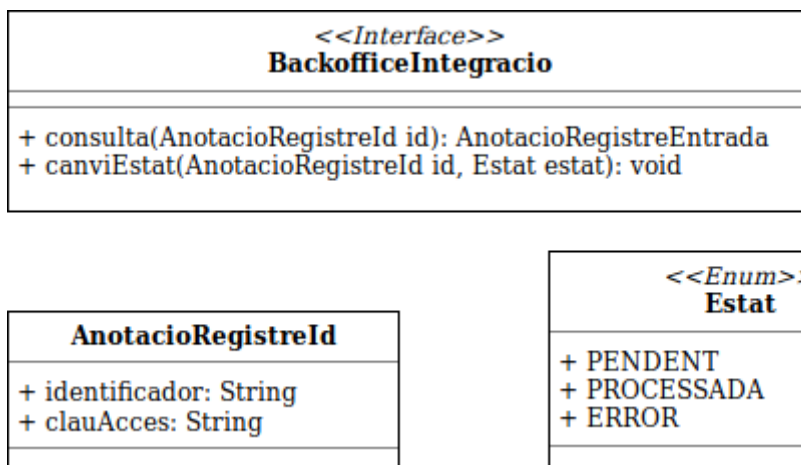 <<Interface>>
BackofficeIntegracio
+ consulta(AnotacioRegistreId id): AnotacioRegistreEntrada
+ canviEstat(AnotacioRegistreId id, Estat estat): void
<<Enum>>
Estat
+ PENDENT
+ PROCESSADA
+ ERROR
AnotacioRegistreId
+ identificador: String
+ clauAcces: String